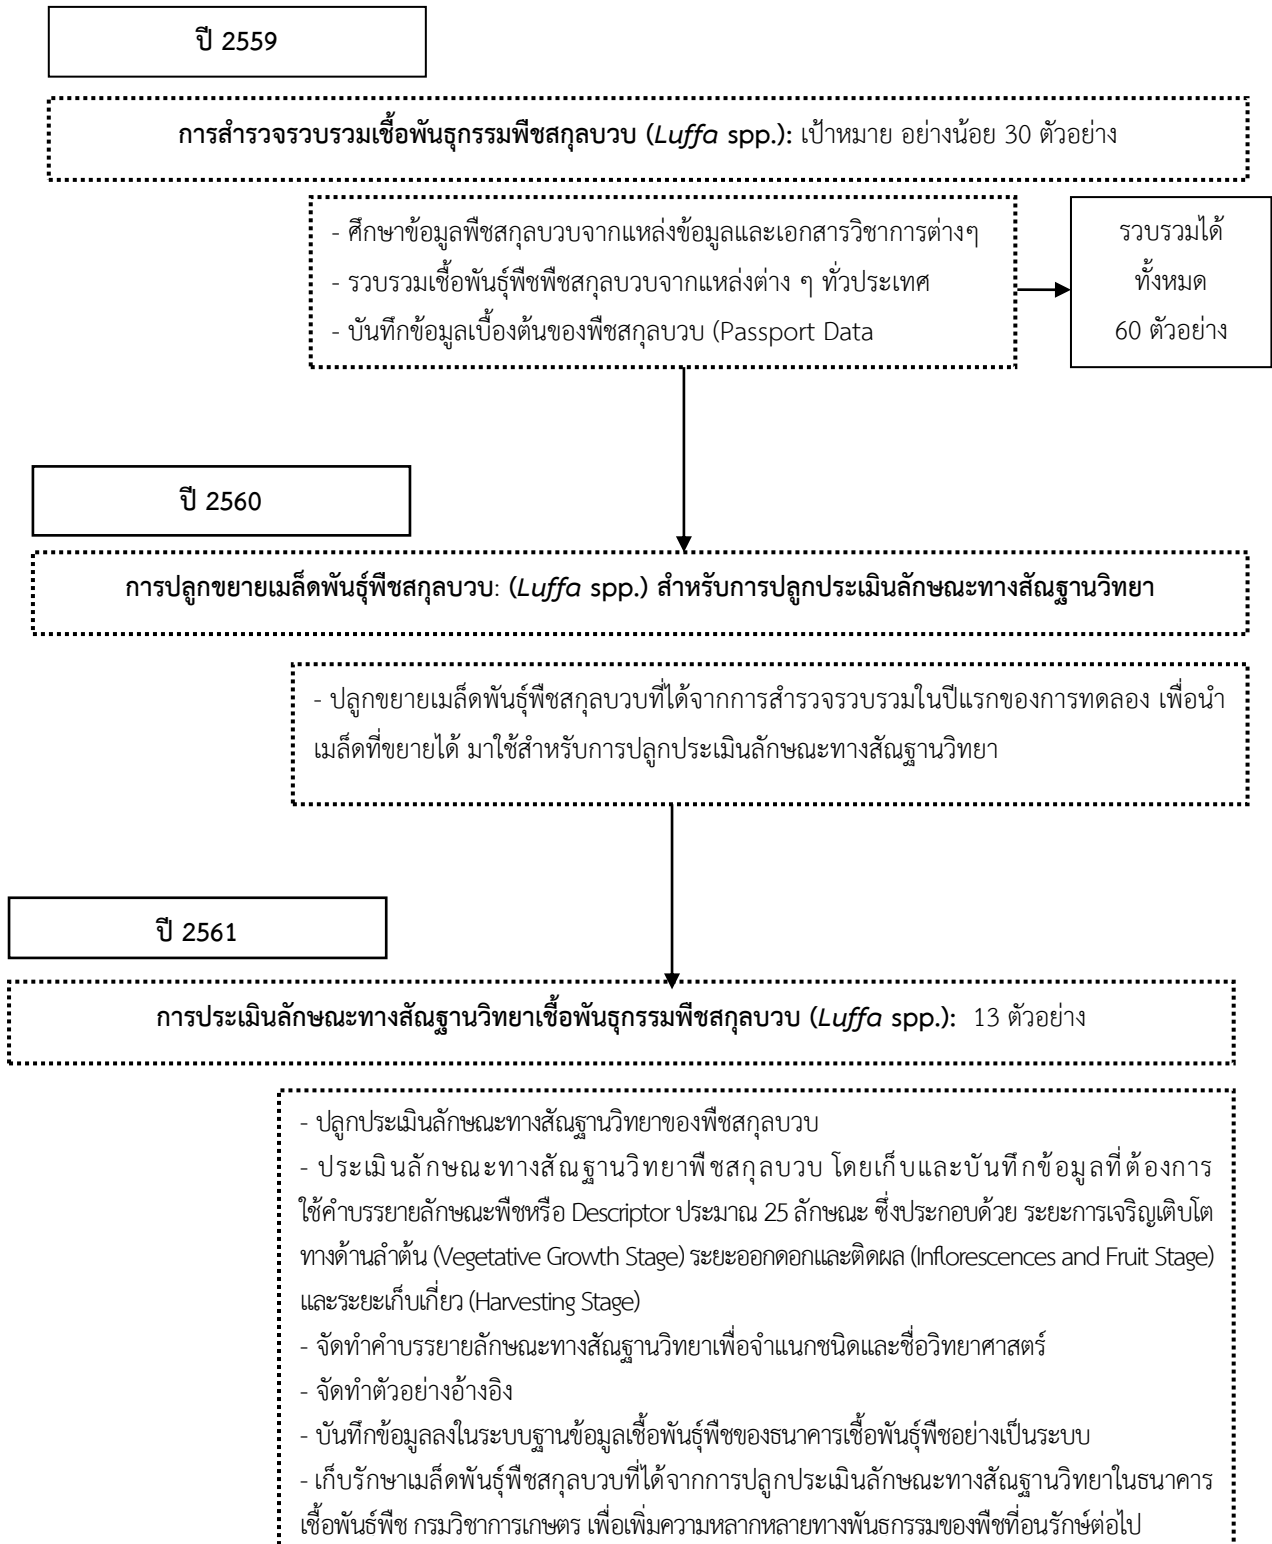 ปี 2559
การสำรวจรวบรวมเชื้อพันธุกรรมพืชสกุลบวบ (Luffa spp.): เป้าหมาย อย่างน้อย 30 ตัวอย่าง
- ศึกษาข้อมูลพืชสกุลบวบจากแหล่งข้อมูลและเอกสารวิชาการต่างๆ
- รวบรวมเชื้อพันธุ์พืชพืชสกุลบวบจากแหล่งต่าง ๆ ทั่วประเทศ
- บันทึกข้อมูลเบื้องต้นของพืชสกุลบวบ (Passport Data
รวบรวมได้
ทั้งหมด
60 ตัวอย่าง
ปี 2560
การปลูกขยายเมล็ดพันธุ์พืชสกุลบวบ: (Luffa spp.) สำหรับการปลูกประเมินลักษณะทางสัณฐานวิทยา
- ปลูกขยายเมล็ดพันธุ์พืชสกุลบวบที่ได้จากการสำรวจรวบรวมในปีแรกของการทดลอง เพื่อนำ
เมล็ดที่ขยายได้ มาใช้สำหรับการปลูกประเมินลักษณะทางสัณฐานวิทยา
ปี 2561
การประเมินลักษณะทางสัณฐานวิทยาเชื้อพันธุกรรมพืชสกุลบวบ (Luffa spp.): 13 ตัวอย่าง
- ปลูกประเมินลักษณะทางสัณฐานวิทยาของพืชสกุลบวบ
- ประเมินลักษณะทางสัณฐานวิทยาพืชสกุลบวบ โดยเก็บและบันทึกข้อมูลที่ต้องการ
ใช้คำบรรยายลักษณะพืชหรือ Descriptor ประมาณ 25 ลักษณะ ซึ่งประกอบด้วย ระยะการเจริญเติบโต
ทางด้านลำต้น (Vegetative Growth Stage) ระยะออกดอกและติดผล (Inflorescences and Fruit Stage)
และระยะเก็บเกี่ยว (Harvesting Stage)
- จัดทำคำบรรยายลักษณะทางสัณฐานวิทยาเพื่อจำแนกชนิดและชื่อวิทยาศาสตร์
- จัดทำตัวอย่างอ้างอิง
- บันทึกข้อมูลลงในระบบฐานข้อมูลเชื้อพันธุ์พืชของธนาคารเชื้อพันธุ์พืชอย่างเป็นระบบ
- เก็บรักษาเมล็ดพันธุ์พืชสกุลบวบที่ได้จากการปลูกประเมินลักษณะทางสัณฐานวิทยาในธนาคาร
เชื้อพันธุ์พืช กรมวิชาการเกษตร เพื่อเพิ่มความหลากหลายทางพันธุกรรมของพืชที่อนุรักษ์ต่อไป